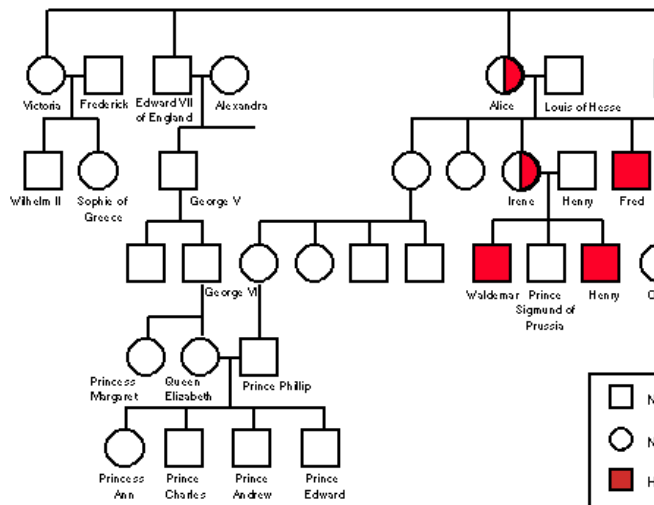 Victoria
Frederick
Edward VII
of England
Alexandra
Alice
Louis of Hesse
Wilhelm II
Sophie of
Greece
George V
Irene
Henry
Fred
George VI
Waldemar
Prince
Sigmund of
Prussia
Henry
Princess
Margaret
Queen
Elizabeth
Prince Phillip
Princess
Ann
Prince
Charles
Prince
Andrew
Prince
Edward
N
N
H